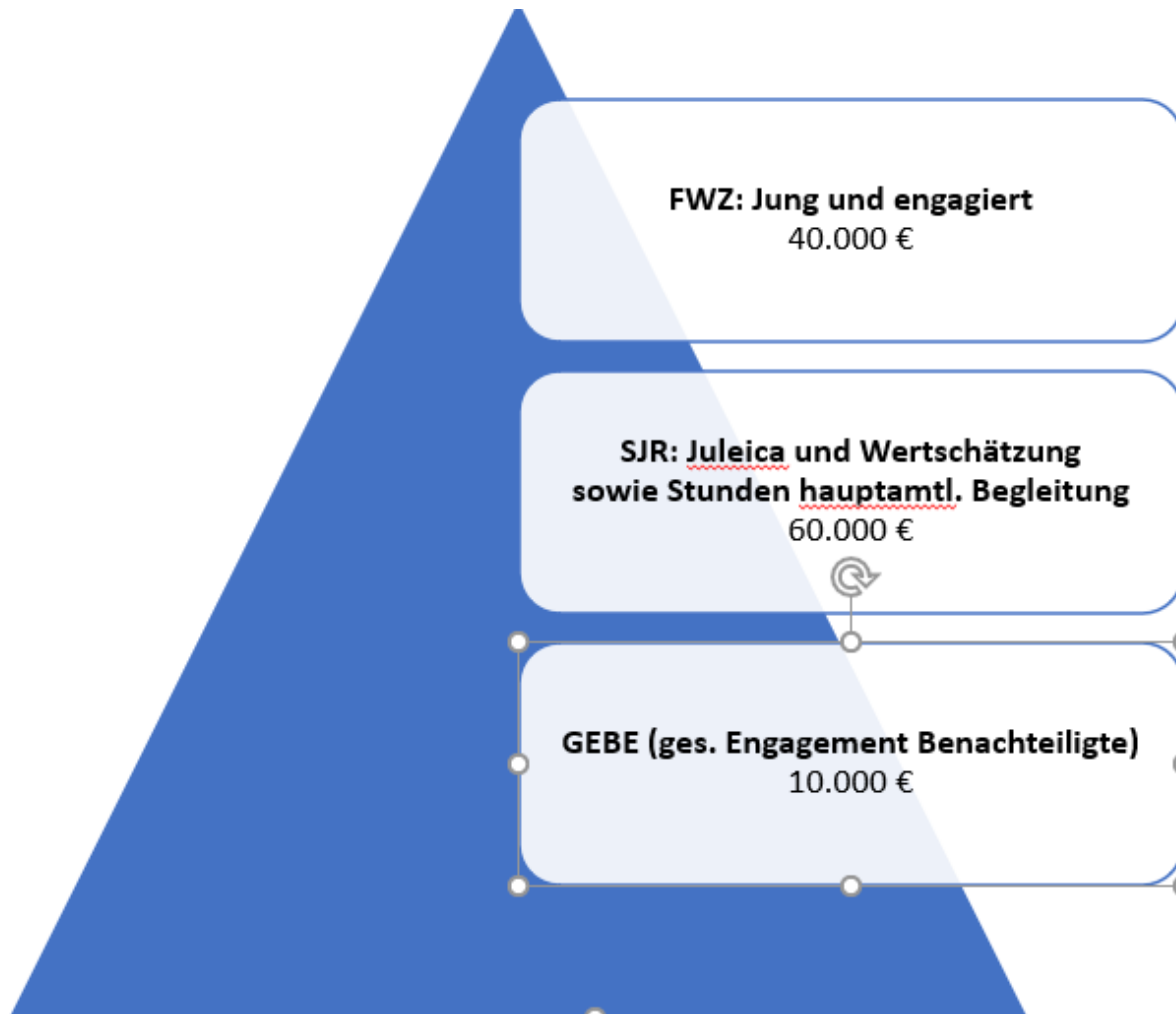 FWZ: Jung und engagiert
40.000 €
SJR: Juleica und Wertschätzung
sowie Stunden hauptamtl. Begleitung
60.000 €
GEBE (ges. Engagement Benachteiligte)
10.000 €